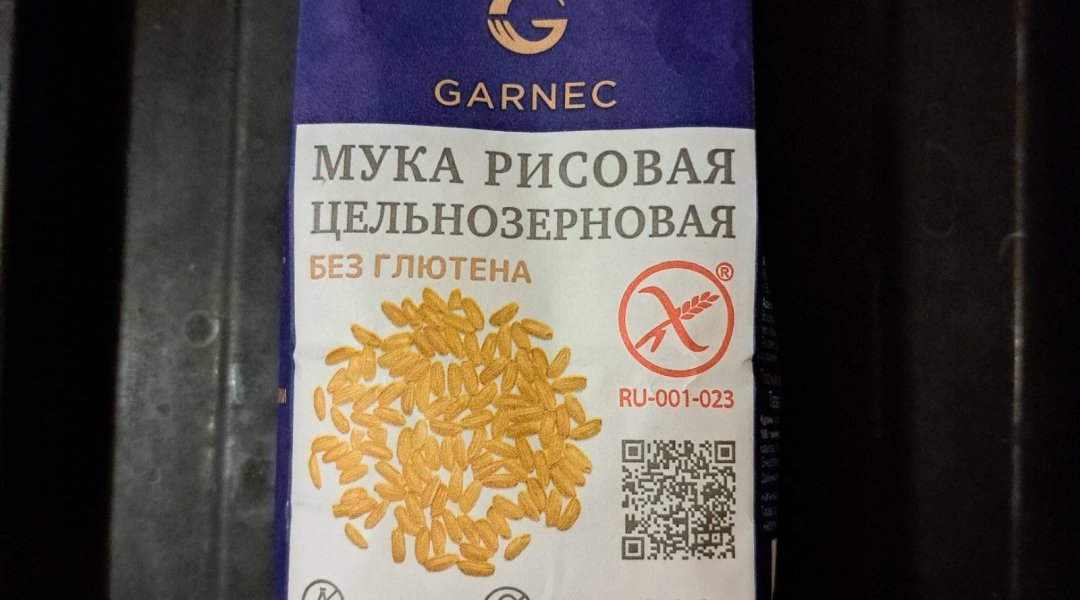 GARNEC
МУКА РИСОВАЯ
ЦЕЛЬНОЗЕРНОВАЯ
БЕЗ ГЛЮТЕНА
®
RU-001-023